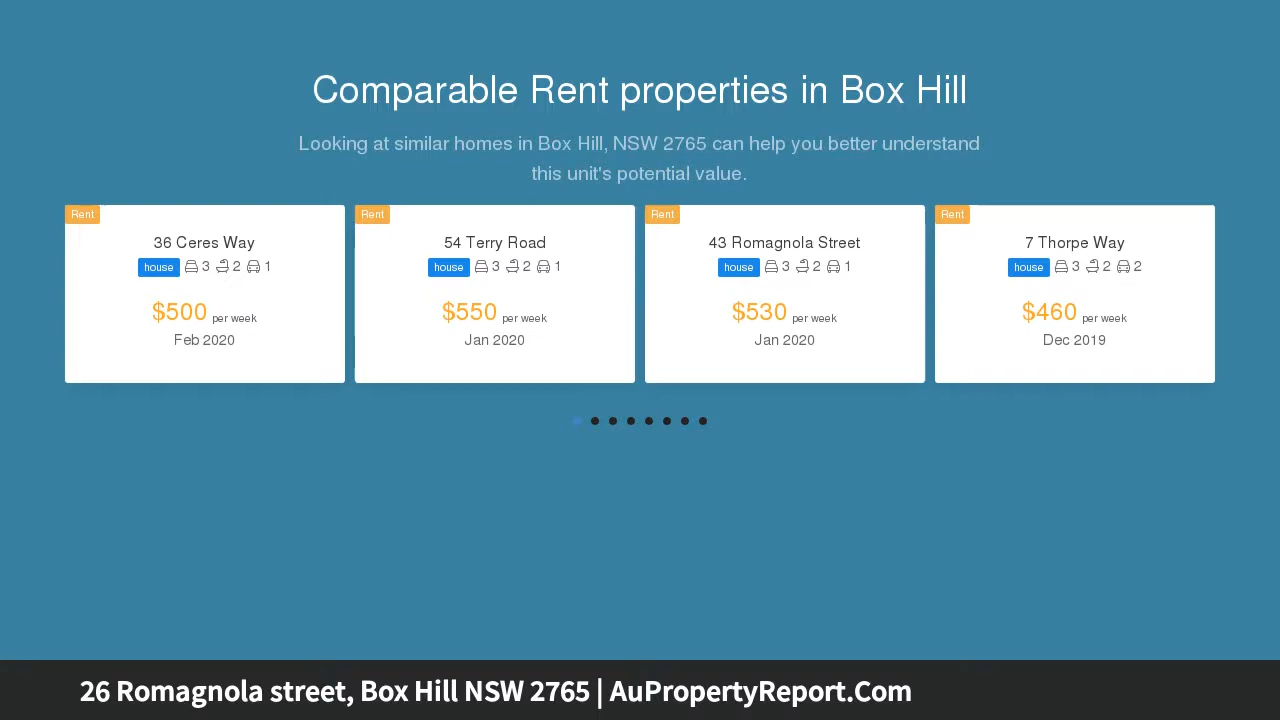 Comparable Rent properties in Box Hill
Looking at similar homes in Box Hill, NSW 2765 can help you better understand
this unit's potential value.
Rent
36 Ceres Way
house 3 2 1
$500 per week
Feb 2020
Rent
54 Terry Road
house 3 2 1
$550 per week
Jan 2020
Rent
43 Romagnola Street
house 3 2 1
$530 per week
Jan 2020
Rent
7 Thorpe Way
house 3 2 2
$460 per week
Dec 2019
26 Romagnola street, Box Hill NSW 2765 | AuPropertyReport.Com